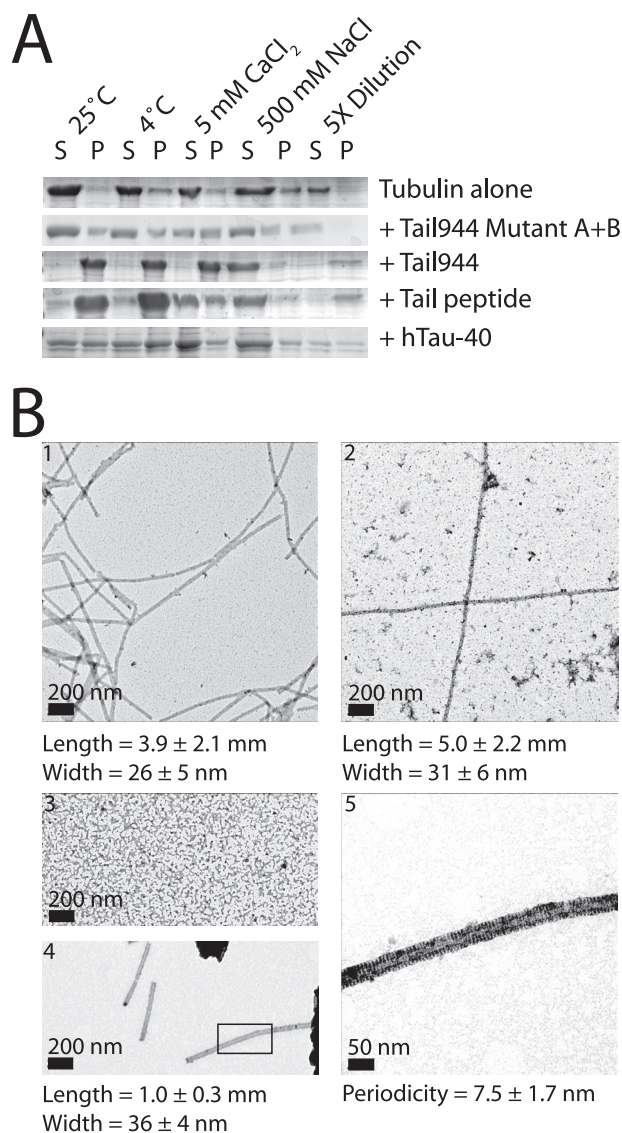 A
25˚C 4˚C 5 mM CaCl2 500 mM NaCl 5X Dilution
S P S P S P S P S P
Tubulin alone
+ Tail944 Mutant A+B
+ Tail944
+ Tail peptide
+ hTau-40
B
1
200 nm
Length = 3.9 ± 2.1 mm
Width = 26 ± 5 nm
2
200 nm
Length = 5.0 ± 2.2 mm
Width = 31 ± 6 nm
3
200 nm
4
200 nm
Length = 1.0 ± 0.3 mm
Width = 36 ± 4 nm
5
50 nm
Periodicity = 7.5 ± 1.7 nm